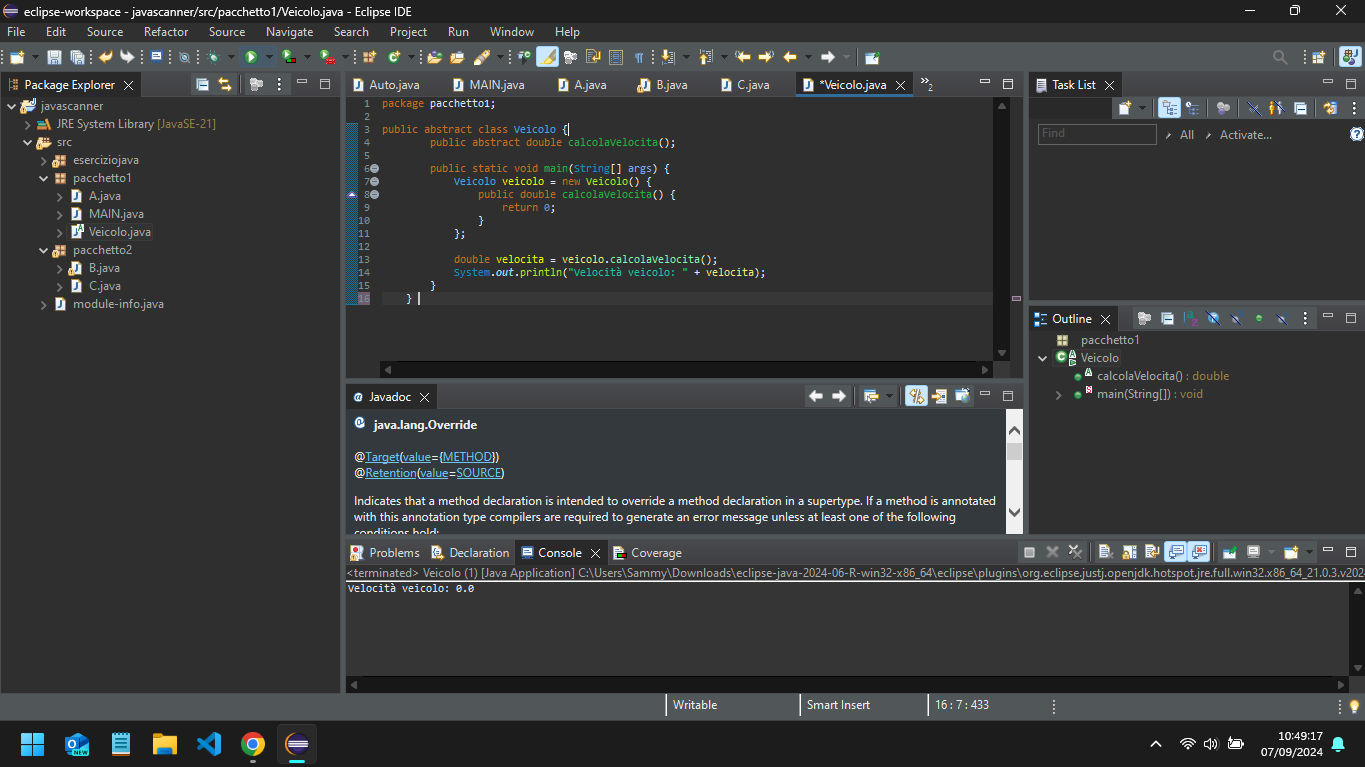 eclipse-workspace - javascanner/src/pacchetto1/Veicolo.java - Eclipse IDE
File Edit Source Refactor Source Navigate Search Project Run Window Help
Package Explorer
javascanner
JRE System Library [JavaSE-21]
src
eserciziojava
pacchetto1
A.java
MAIN.java
Veicolo.java
pacchetto2
B.java
C.java
module-info.java
Auto.java MAIN.java A.java B.java C.java *Veicolo.java »2
1 package pacchetto1;
2
3 public abstract class Veicolo {
4 public abstract double calcolaVelocita();
5
6 public static void main(String[] args) {
7 Veicolo veicolo = new Veicolo() {
8 public double calcolaVelocita() {
9 return 0;
10 }
11 };
12
13 double velocita = veicolo.calcolaVelocita();
14 System.out.println("Velocità veicolo: " + velocita);
15 }
16 }
Task List
Find All Activate...
Outline
pacchetto1
Veicolo
calcolaVelocita() : double
main(String[]) : void
@ Javadoc
java.lang.Override
@Target(value={METHOD})
@Retention(value=SOURCE)
Indicates that a method declaration is intended to override a method declaration in a supertype. If a method is annotated
with this annotation type compilers are required to generate an error message unless at least one of the following
conditions hold:
Problems Declaration Console Coverage
<terminated> Veicolo (1) [Java Application] C:\Users\Sammy\Downloads\eclipse-java-2024-06-R-win32-x86_64\eclipse\plugins\org.eclipse.justj.openjdk.hotspot.jre.full.win32.x86_64_21.0.3.v202
Velocità veicolo: 0.0
Writable Smart Insert 16 : 7 : 433
NEW
10:49:17
07/09/2024